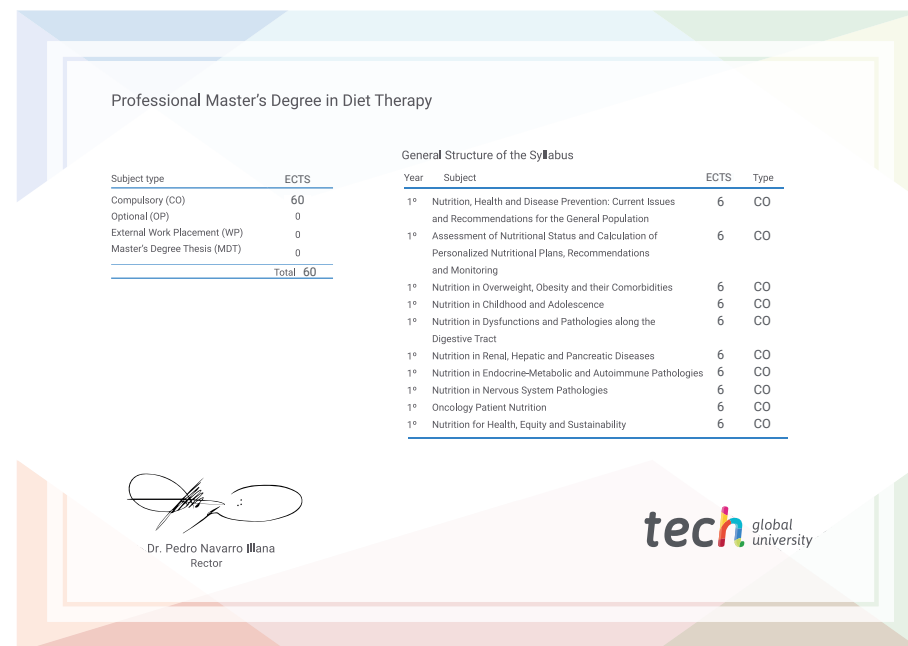 Professional Master's Degree in Diet Therapy
Subject type ECTS
Compulsory (CO) 60
Optional (OP) 0
External Work Placement (WP) 0
Master's Degree Thesis (MDT) 0
Total 60
General Structure of the Syllabus
Year Subject ECTS Type
1º Nutrition, Health and Disease Prevention: Current Issues 6 CO
and Recommendations for the General Population
1º Assessment of Nutritional Status and Calculation of 6 CO
Personalized Nutritional Plans, Recommendations
and Monitoring
1º Nutrition in Overweight, Obesity and their Comorbidities 6 CO
1º Nutrition in Childhood and Adolescence 6 CO
1º Nutrition in Dysfunctions and Pathologies along the 6 CO
Digestive Tract
1º Nutrition in Renal, Hepatic and Pancreatic Diseases 6 CO
1º Nutrition in Endocrine-Metabolic and Autoimmune Pathologies 6 CO
1º Nutrition in Nervous System Pathologies 6 CO
1º Oncology Patient Nutrition 6 CO
1º Nutrition for Health, Equity and Sustainability 6 CO
Dr. Pedro Navarro Illana
Rector
tech global
university